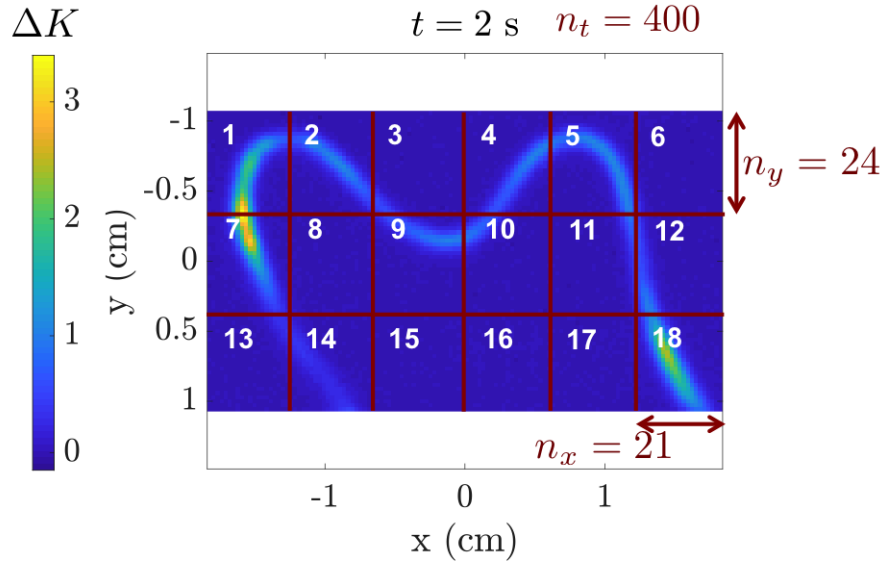 ΔK
t = 2 s n_t = 400
3
2
1
0
y (cm)
-1
-0.5
0
0.5
1
1 2 3 4 5 6
7 8 9 10 11 12
13 14 15 16 17 18
n_y = 24
n_x = 21
-1 0 1
x (cm)